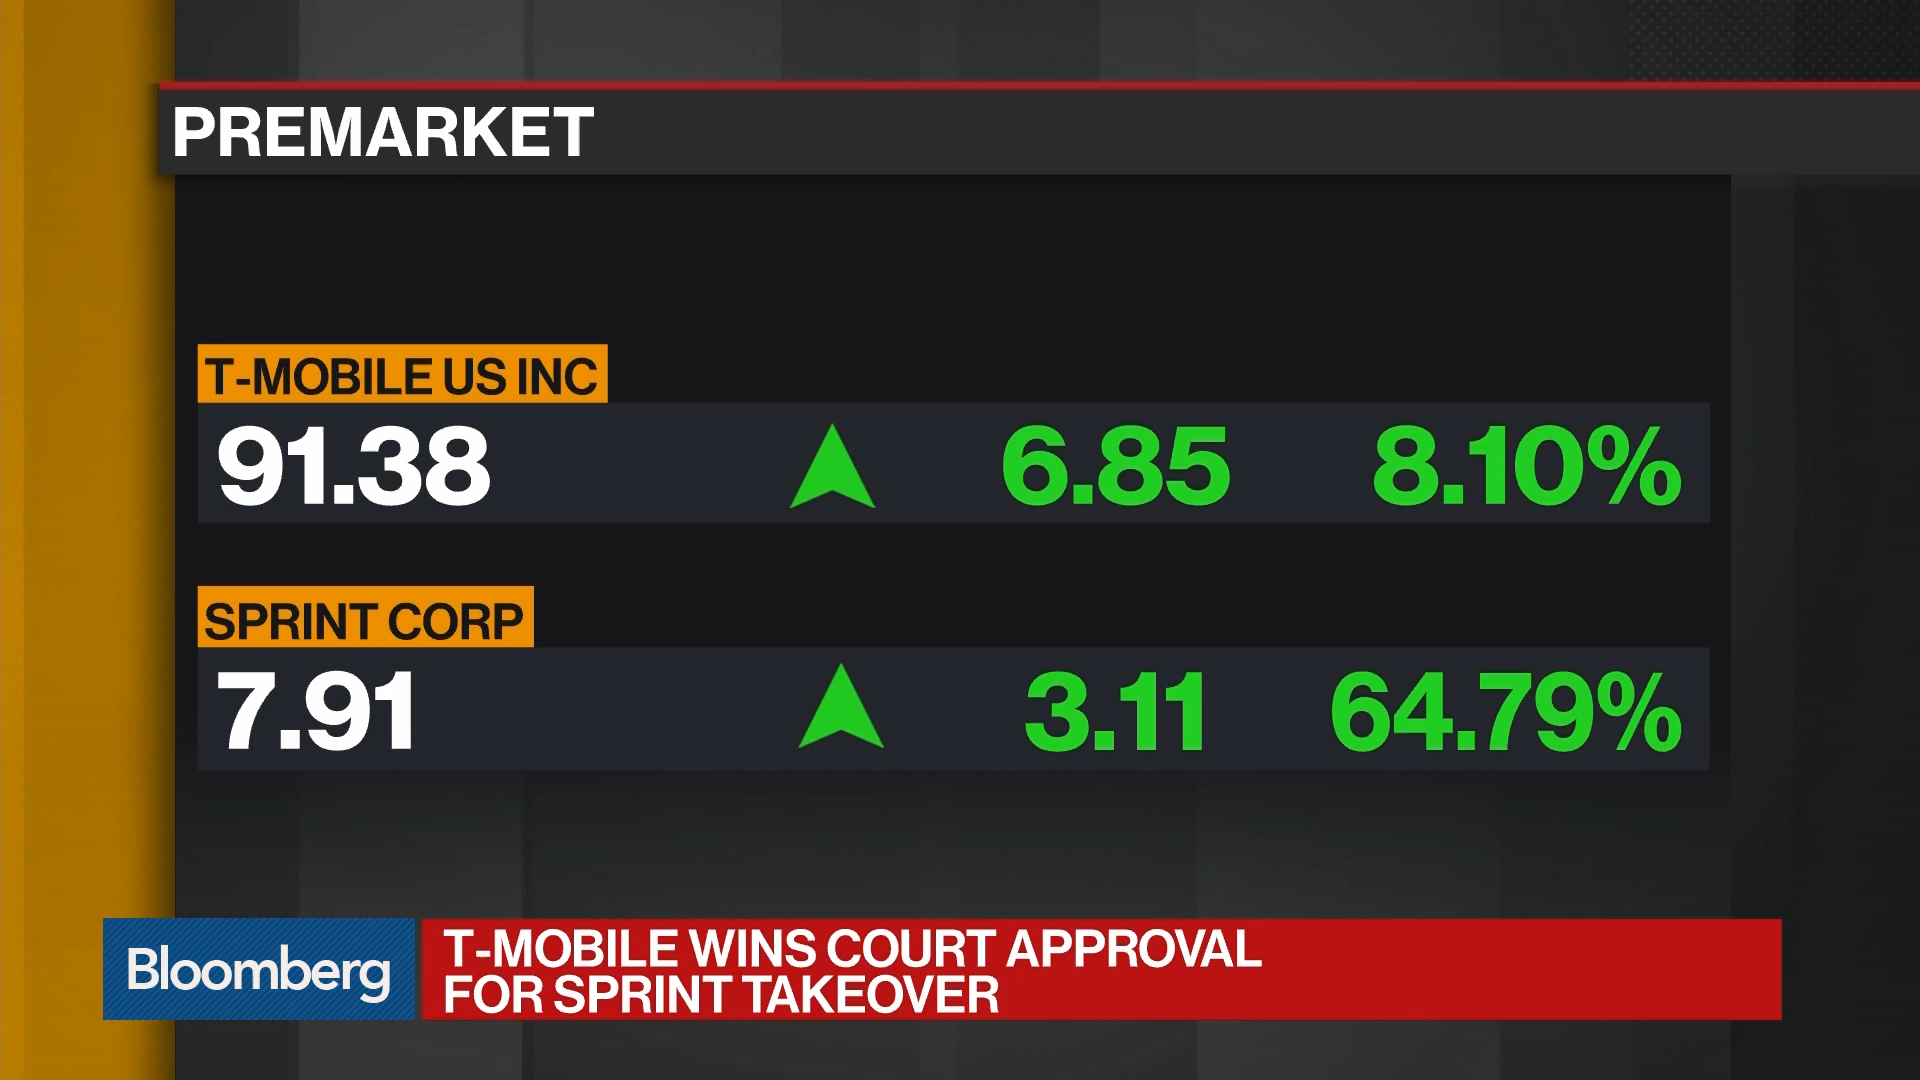 PREMARKET
T-MOBILE US INC
91.38 6.85 8.10%
SPRINT CORP
7.91 3.11 64.79%
Bloomberg
T-MOBILE WINS COURT APPROVAL
FOR SPRINT TAKEOVER